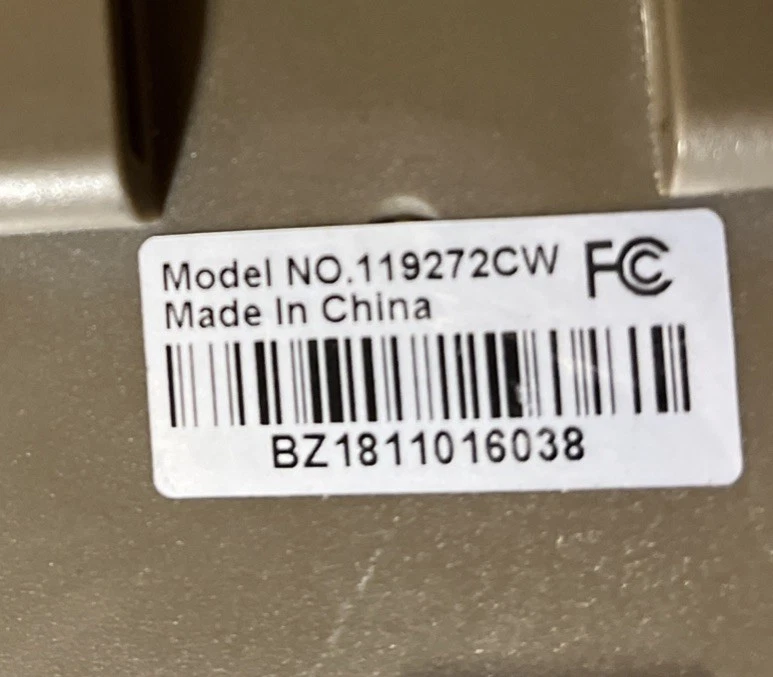 Model NO.119272CW FC
Made In China
BZ1811016038